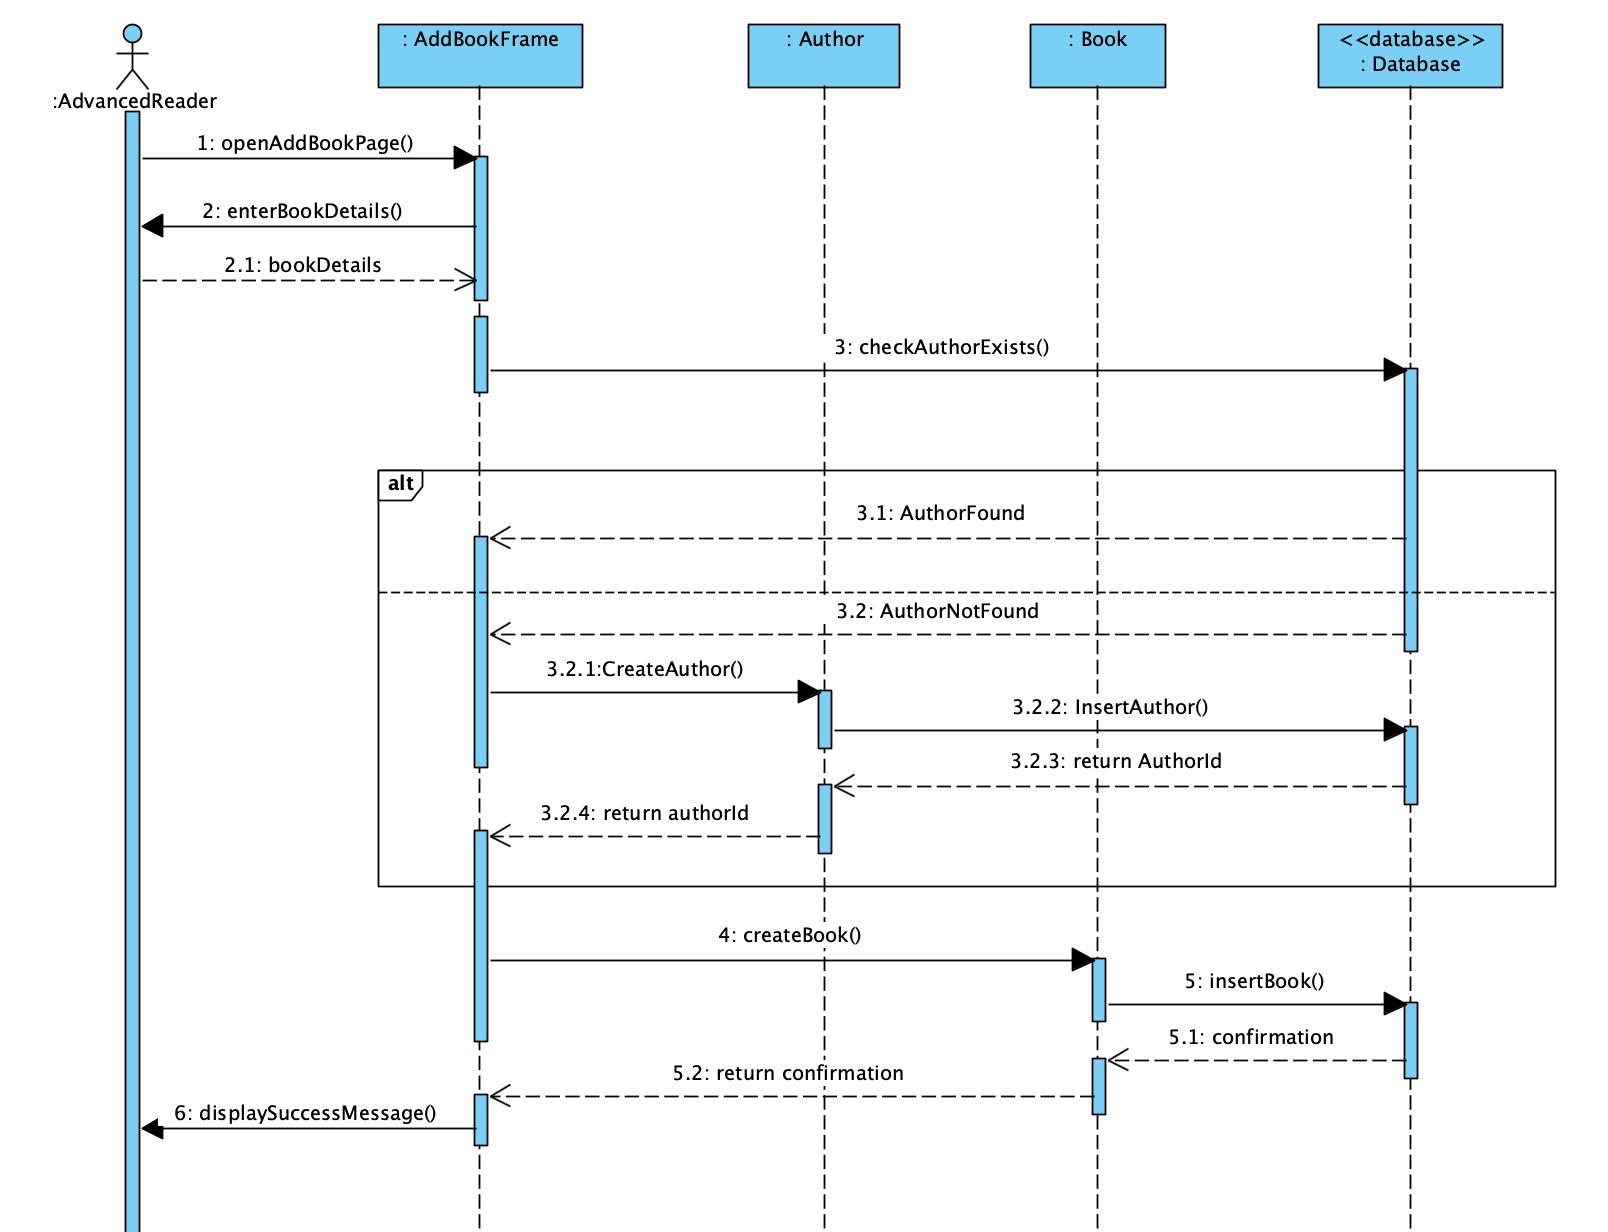 : AddBookFrame
: Author
: Book
<<database>>
: Database
:AdvancedReader
1: openAddBookPage()
2: enterBookDetails()
2.1: bookDetails
3: checkAuthorExists()
alt
3.1: AuthorFound
3.2: AuthorNotFound
3.2.1:CreateAuthor()
3.2.2: InsertAuthor()
3.2.3: return AuthorId
3.2.4: return authorId
4: createBook()
5: insertBook()
5.1: confirmation
5.2: return confirmation
6: displaySuccessMessage()